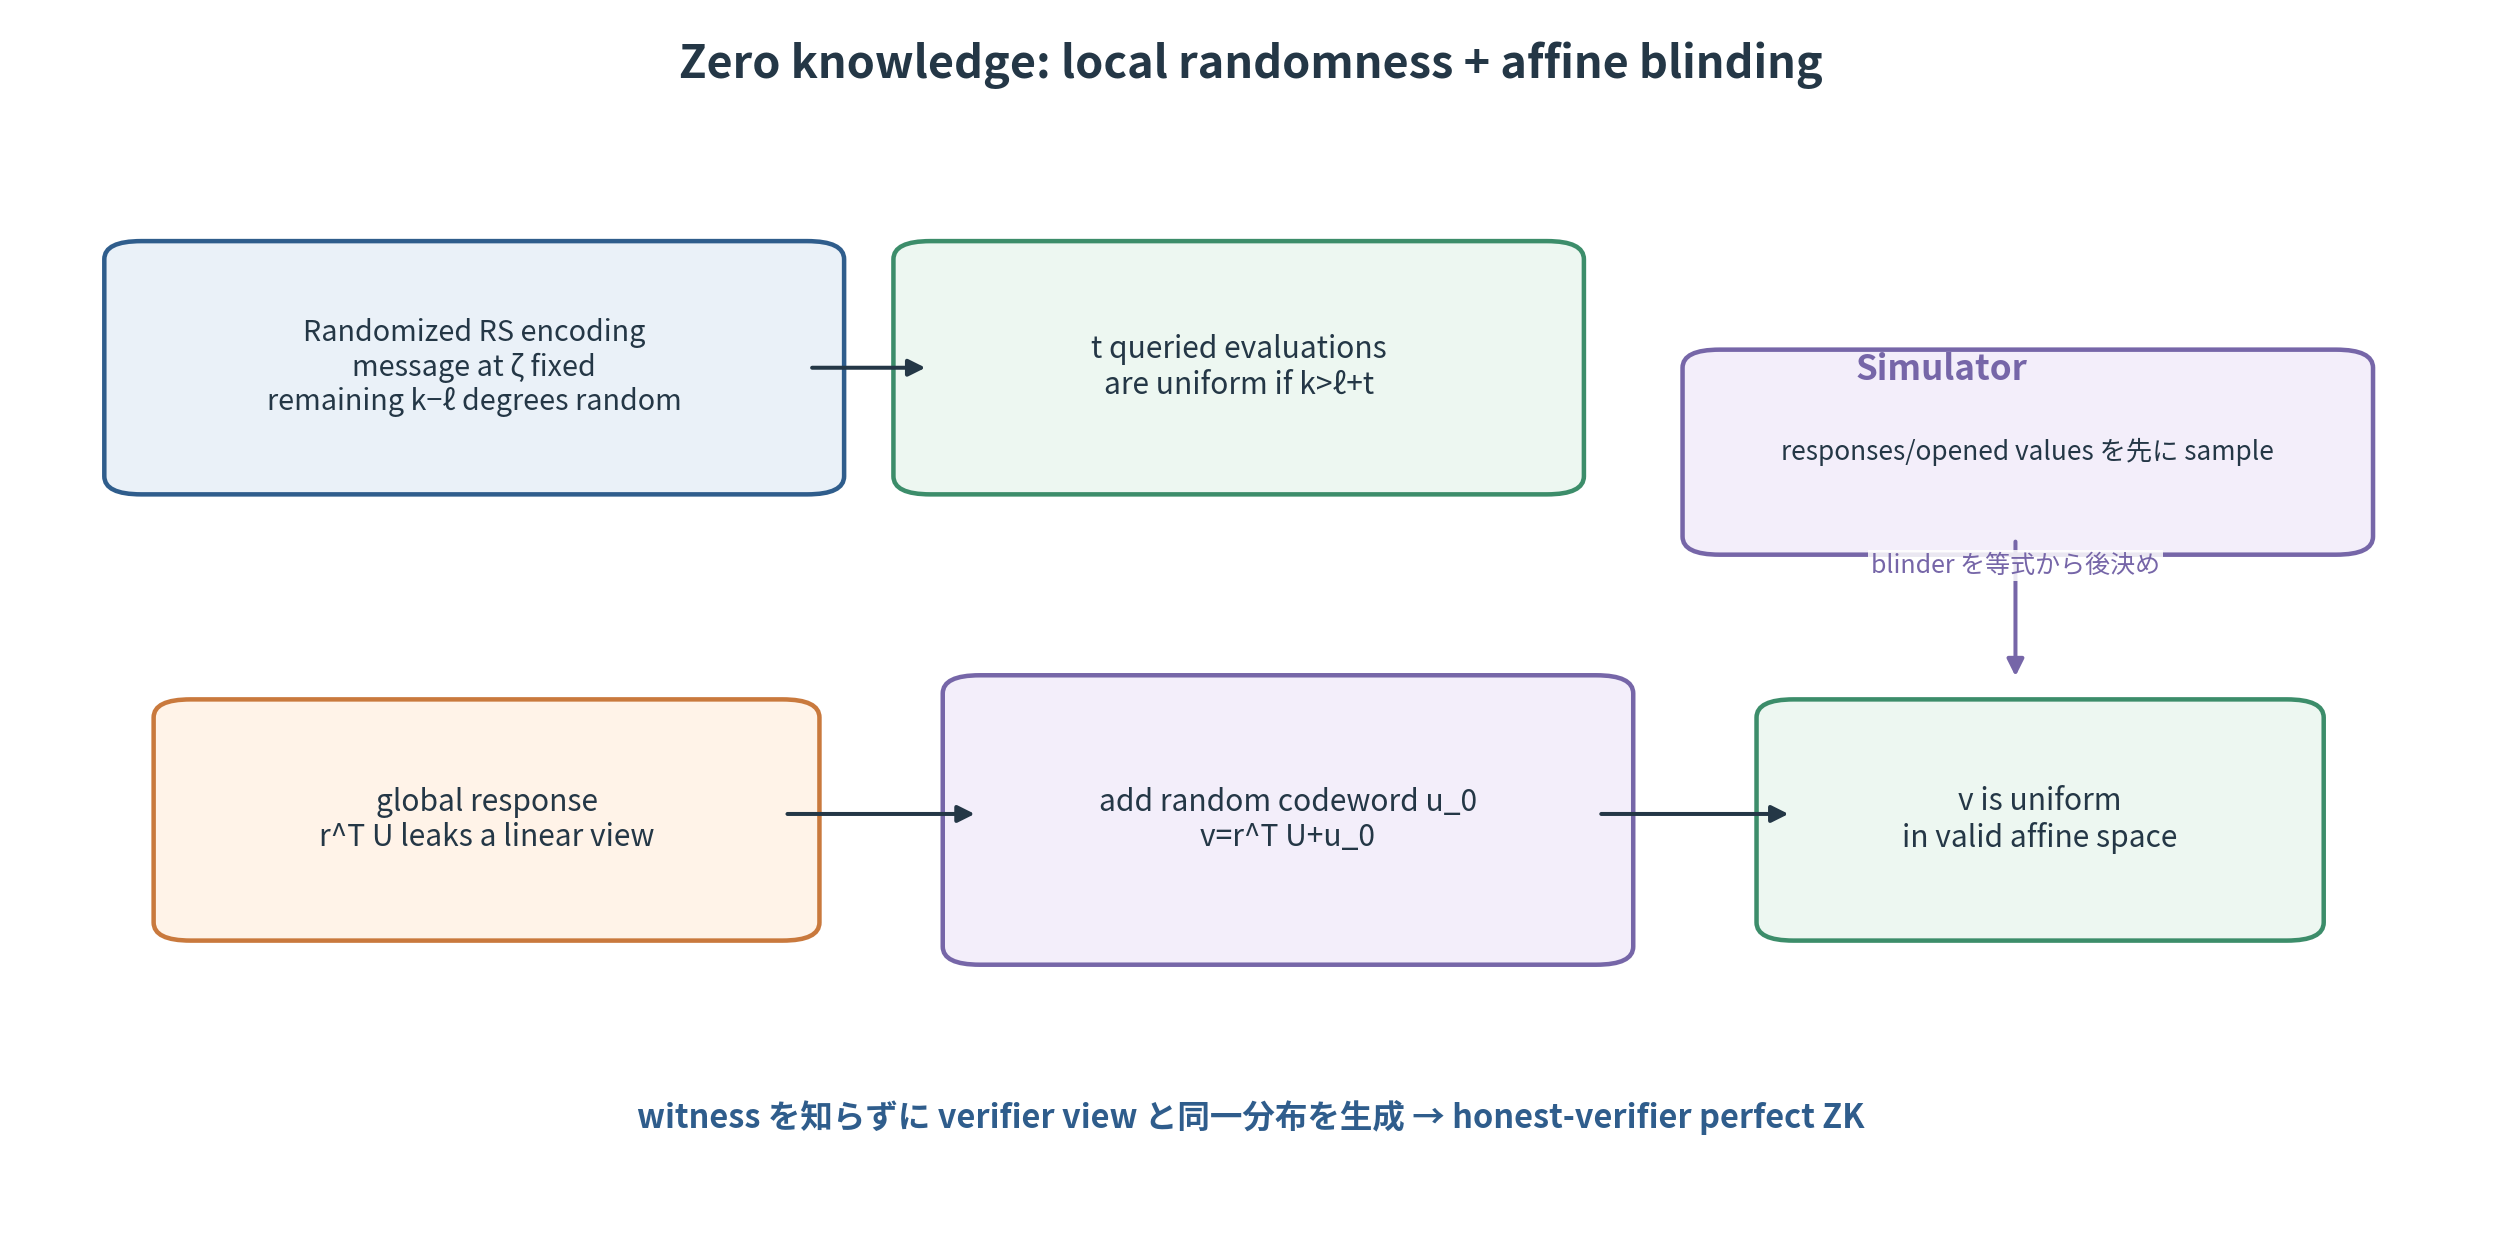 Zero knowledge: local randomness + affine blinding
Randomized RS encoding
message at ζ fixed
remaining k−ℓ degrees random
t queried evaluations
are uniform if k>ℓ+t
Simulator
responses/opened values を先に sample
blinder を等式から後決め
global response
r^T U leaks a linear view
add random codeword u_0
v=r^T U+u_0
v is uniform
in valid affine space
witness を知らずに verifier view と同一分布を生成 → honest-verifier perfect ZK